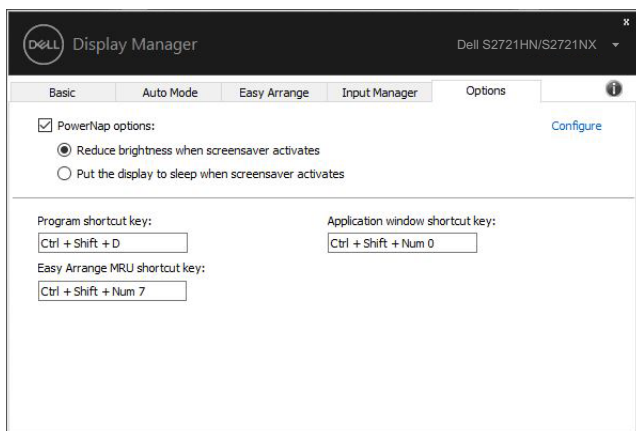 x
DELL Display Manager Dell S2721HN/S2721NX
Basic Auto Mode Easy Arrange Input Manager Options i
PowerNap options: Configure
Reduce brightness when screensaver activates
Put the display to sleep when screensaver activates
Program shortcut key: Application window shortcut key:
Ctrl + Shift + D Ctrl + Shift + Num 0
Easy Arrange MRU shortcut key:
Ctrl + Shift + Num 7